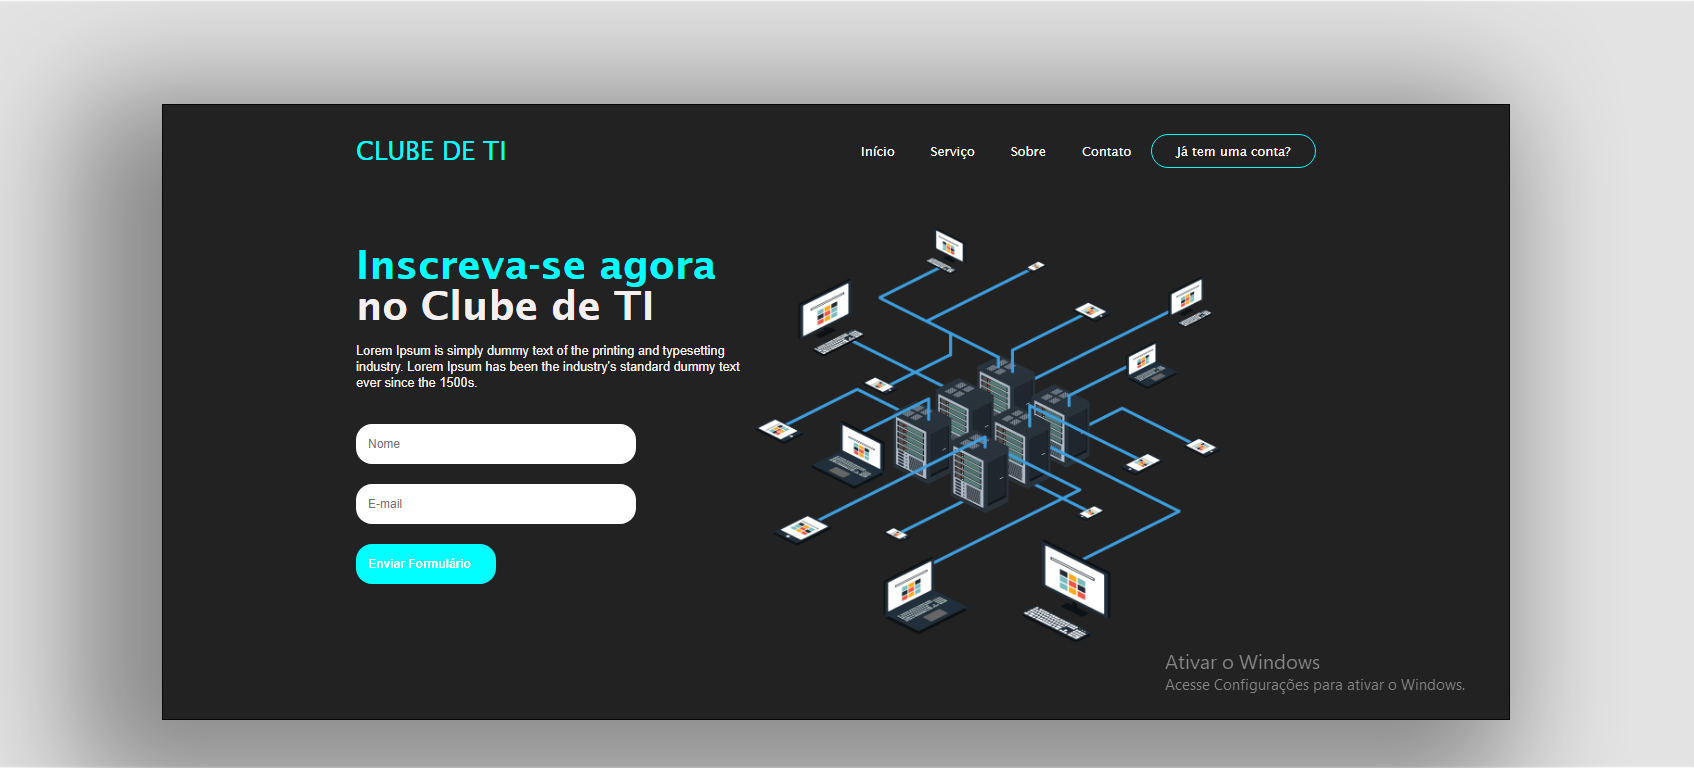 CLUBE DE TI
Início Serviço Sobre Contato Já tem uma conta?
Inscreva-se agora
no Clube de TI
Lorem Ipsum is simply dummy text of the printing and typesetting
industry. Lorem Ipsum has been the industry's standard dummy text
ever since the 1500s.
Nome
E-mail
Enviar Formulário
Ativar o Windows
Acesse Configurações para ativar o Windows.